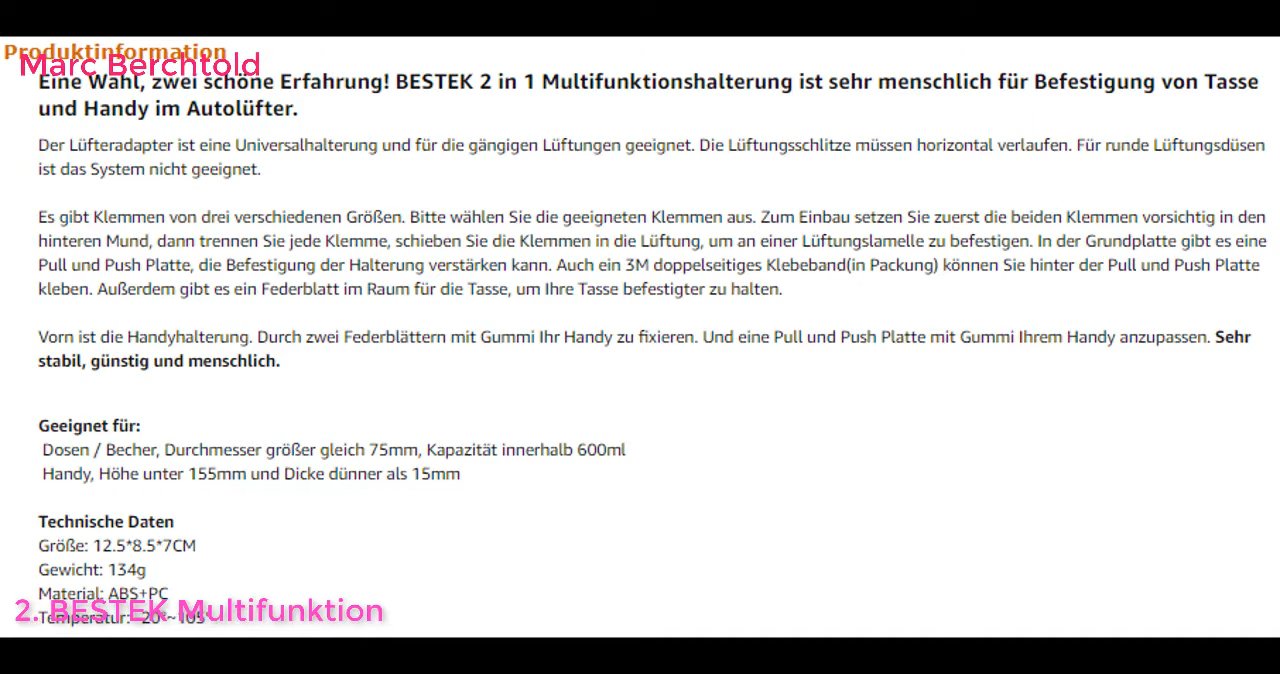 Produktinformation
Marc Berchtold
Eine Wahl, zwei schöne Erfahrung! BESTEK 2 in 1 Multifunktionshalterung ist sehr menschlich für Befestigung von Tasse
und Handy im Autolüfter.
Der Lüfteradapter ist eine Universalhalterung und für die gängigen Lüftungen geeignet. Die Lüftungsschlitze müssen horizontal verlaufen. Für runde Lüftungsdüsen
ist das System nicht geeignet.
Es gibt Klemmen von drei verschiedenen Größen. Bitte wählen Sie die geeigneten Klemmen aus. Zum Einbau setzen Sie zuerst die beiden Klemmen vorsichtig in den
hinteren Mund, dann trennen Sie jede Klemme, schieben Sie die Klemmen in die Lüftung, um an einer Lüftungslamelle zu befestigen. In der Grundplatte gibt es eine
Pull und Push Platte, die Befestigung der Halterung verstärken kann. Auch ein 3M doppelseitiges Klebeband(in Packung) können Sie hinter der Pull und Push Platte
kleben. Außerdem gibt es ein Federblatt im Raum für die Tasse, um Ihre Tasse befestigter zu halten.
Vorn ist die Handyhalterung. Durch zwei Federblättern mit Gummi Ihr Handy zu fixieren. Und eine Pull und Push Platte mit Gummi Ihrem Handy anzupassen. Sehr
stabil, günstig und menschlich.
Geeignet für:
Dosen / Becher, Durchmesser größer gleich 75mm, Kapazität innerhalb 600ml
Handy, Höhe unter 155mm und Dicke dünner als 15mm
Technische Daten
Größe: 12.5*8.5*7CM
Gewicht: 134g
Material: ABS+PC
2. BESTEK Multifunktion
Temperatur: